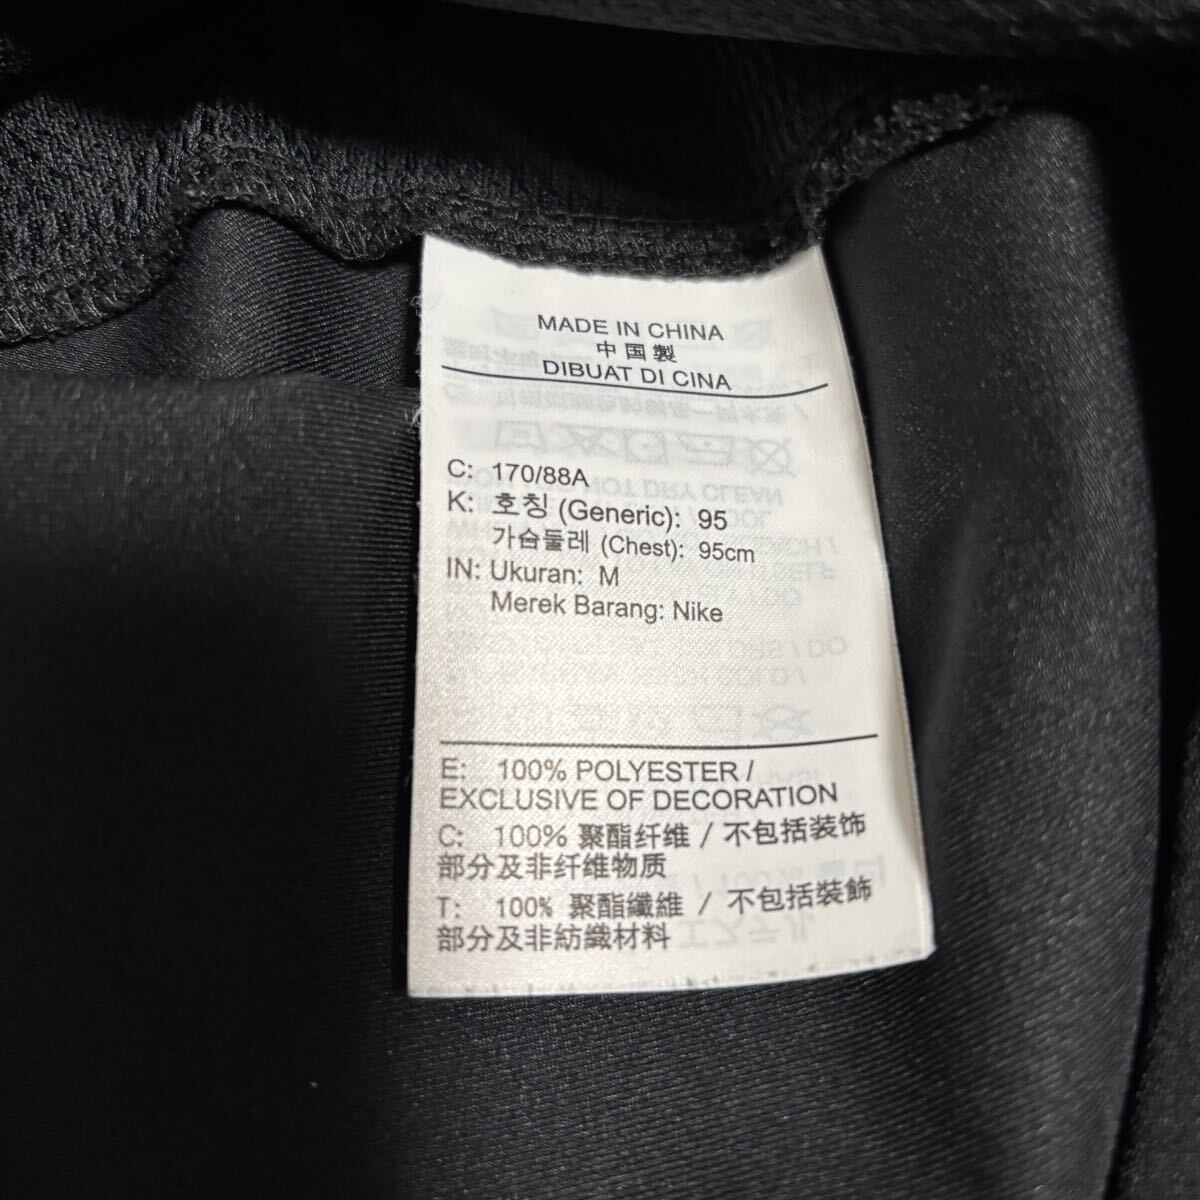 MADE IN CHINA
中国製
DIBUAT DI CINA
C: 170/88A
K: 호칭 (Generic): 95
가슴둘레 (Chest): 95cm
IN: Ukuran: M
Merek Barang: Nike
E: 100% POLYESTER /
EXCLUSIVE OF DECORATION
C: 100% 聚酯纤维 / 不包括装饰
部分及非纤维物质
T: 100% 聚酯纖維 / 不包括裝飾
部分及非紡織材料